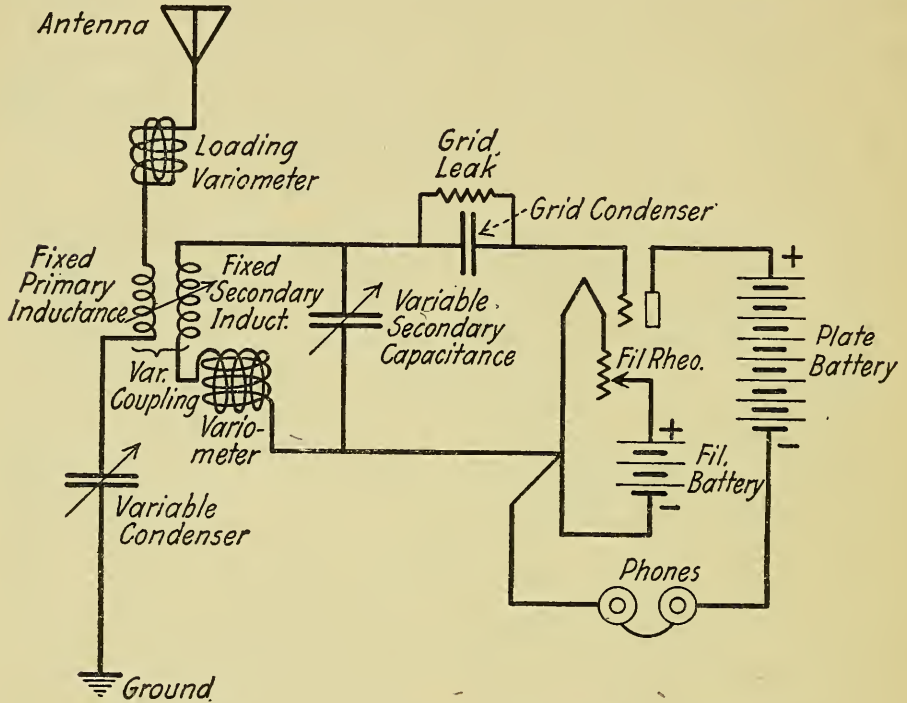 Antenna
Loading
Variometer
Grid
Leak
Grid Condenser
Fixed
Primary
Inductance
Fixed
Secondary
Induct.
Variable
Secondary
Capacitance
+
Plate
Battery
-
Fil Rheo.
Var.
Coupling
Vario-
meter
+
Fil.
Battery
-
Variable
Condenser
Phones
Ground